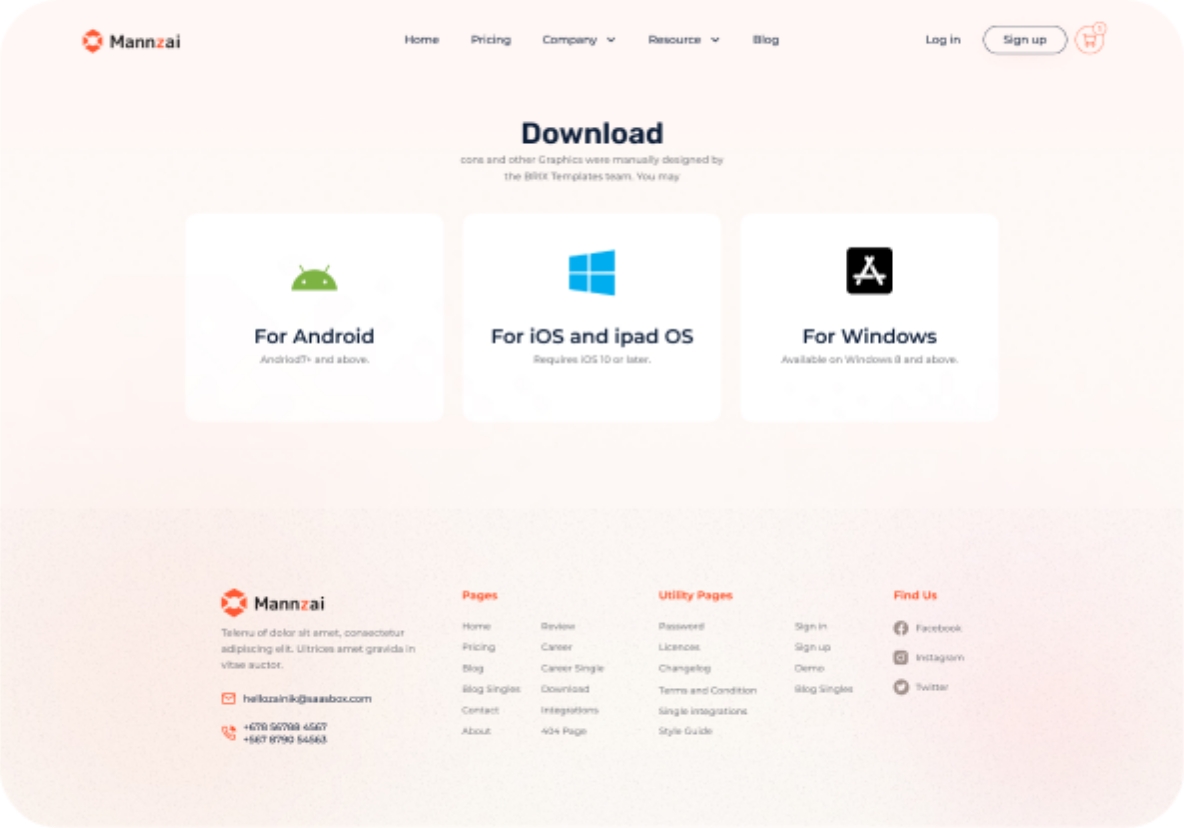 Mannzai
Home Pricing Company Resource Blog
Log in Sign up
Download
cons and other Graphics were manually designed by
the BRIX Templates team. You may
For Android
Andriod7+ and above.
For iOS and ipad OS
Requires iOS 10 or later.
For Windows
Available on Windows 8 and above.
Mannzai
Telenu of dolor sit amet, consectetur
adipiscing elit. Ultrices amet gravida in
vitae auctor.
hellozainik@saasbox.com
+678 56788 4567
+567 8790 54563
Pages
Home
Pricing
Blog
Blog Singles
Contact
About
Review
Career
Career Single
Download
Integrations
404 Page
Utility Pages
Password
Licences
Changelog
Terms and Condition
Single integrations
Style Guide
Sign in
Sign up
Demo
Blog Singles
Find Us
Facebook
Instagram
Twitter